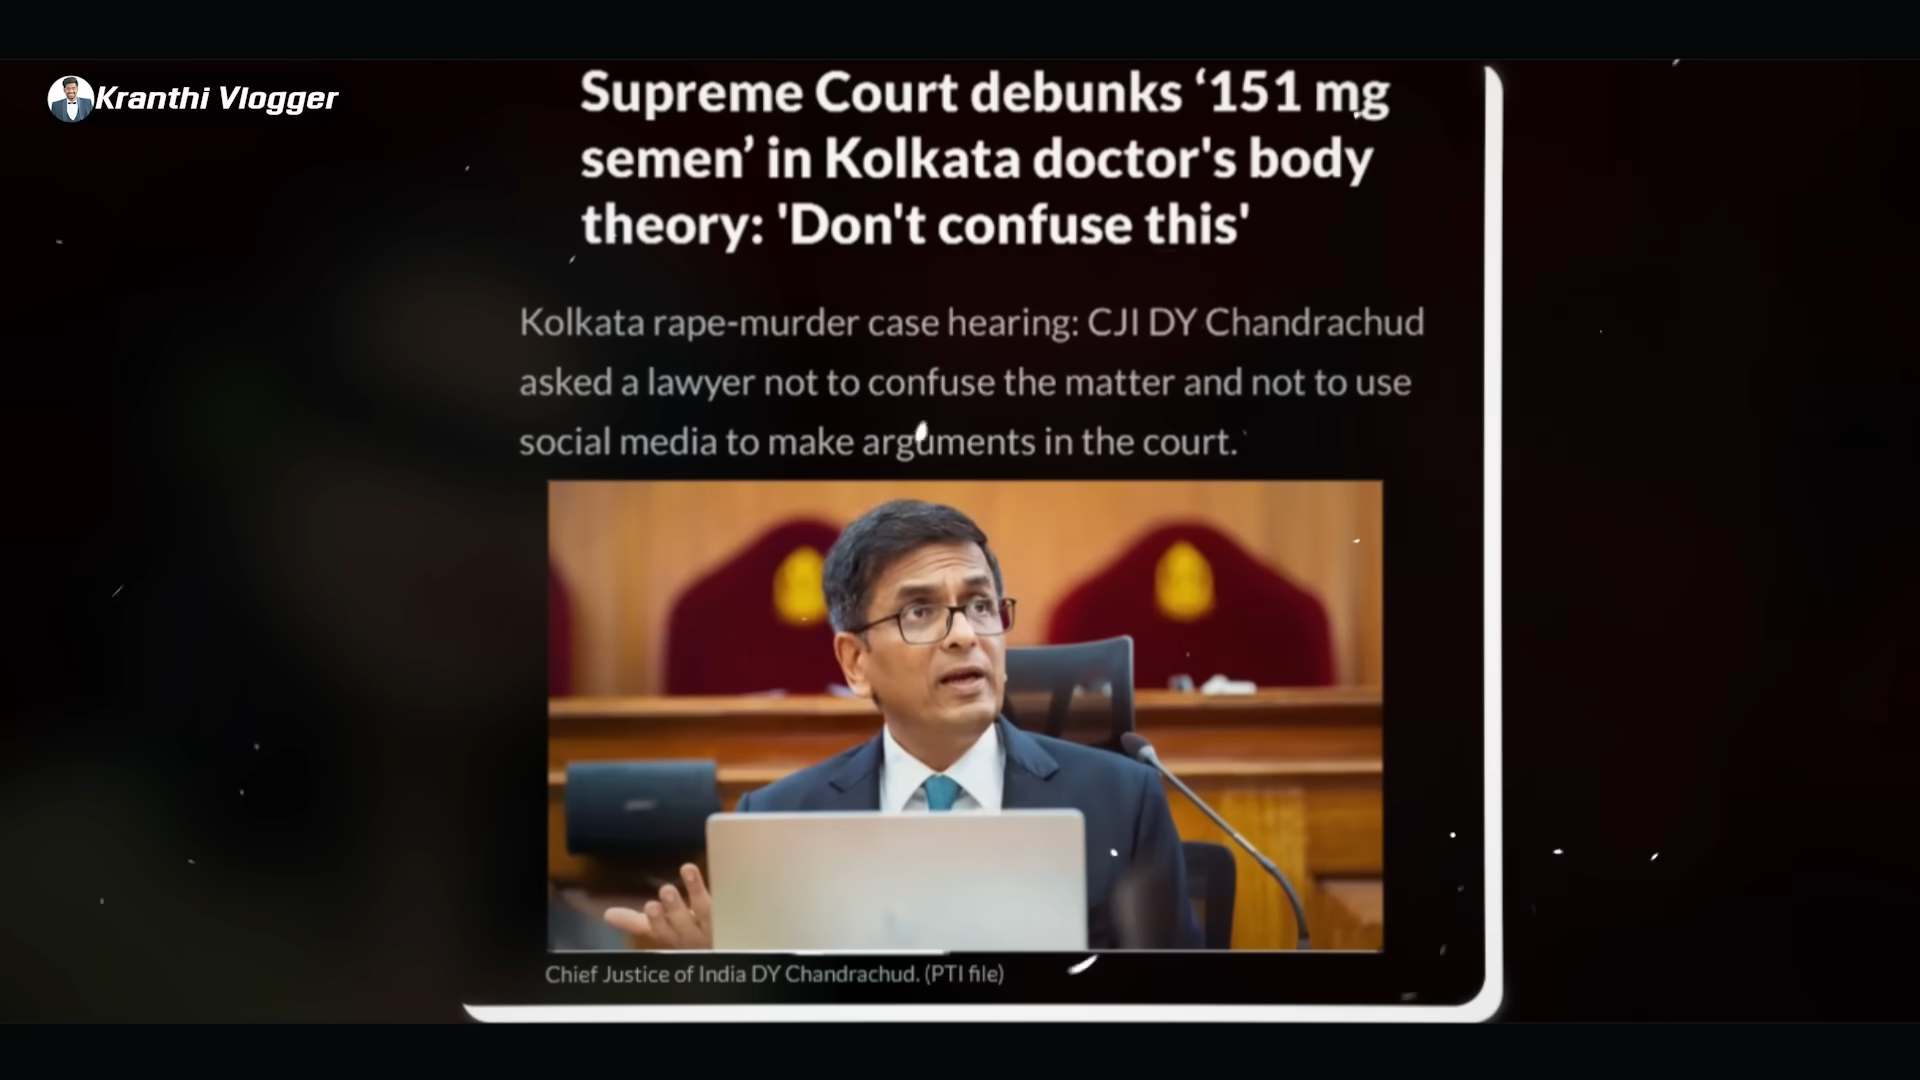 Kranthi Vlogger
Supreme Court debunks ‘151 mg
semen’ in Kolkata doctor's body
theory: 'Don't confuse this'
Kolkata rape-murder case hearing: CJI DY Chandrachud
asked a lawyer not to confuse the matter and not to use
social media to make arguments in the court.
Chief Justice of India DY Chandrachud. (PTI file)